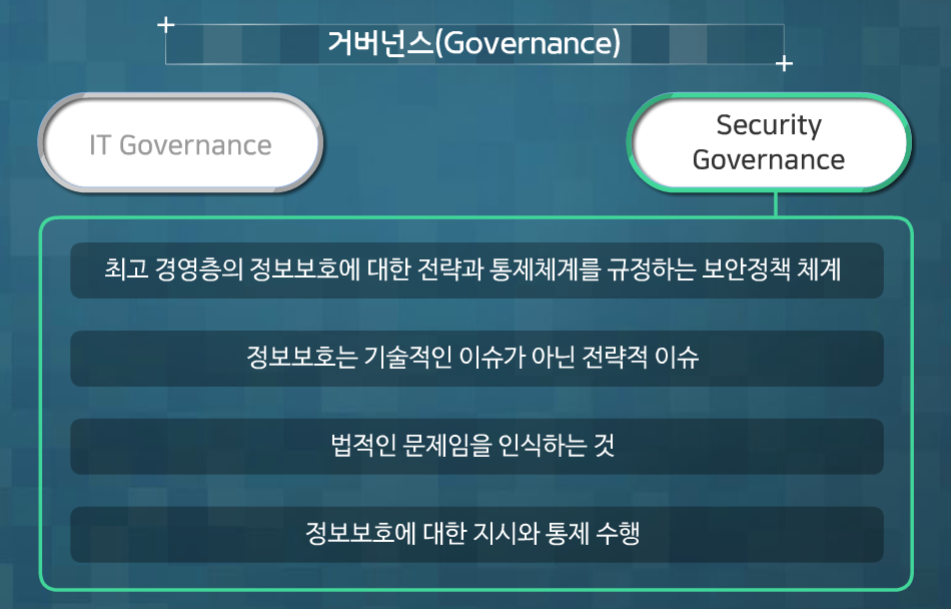 거버넌스(Governance)
IT Governance
Security
Governance
최고 경영층의 정보보호에 대한 전략과 통제체계를 규정하는 보안정책 체계
정보보호는 기술적인 이슈가 아닌 전략적 이슈
법적인 문제임을 인식하는 것
정보보호에 대한 지시와 통제 수행